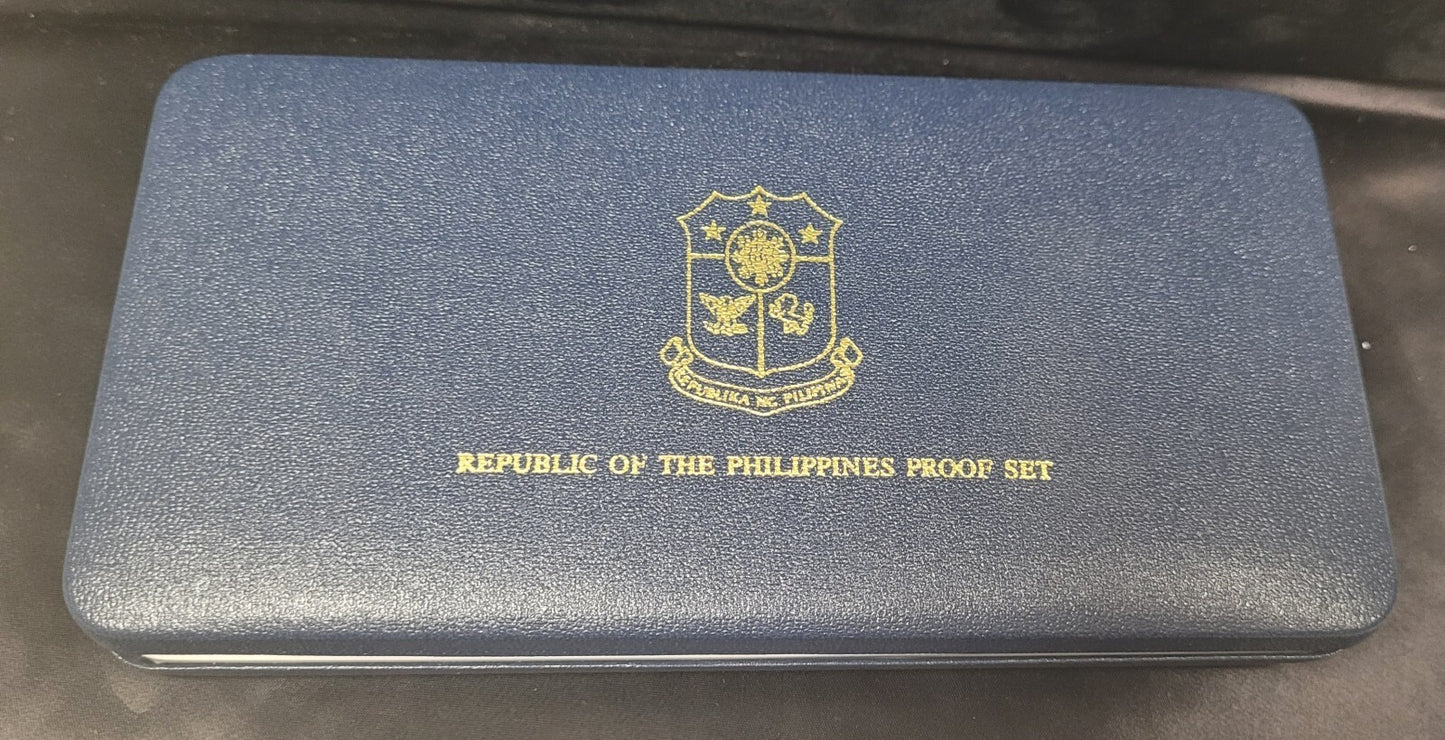 REPUBLIKA NG PILIPINAS
REPUBLIC OF THE PHILIPPINES PROOF SET